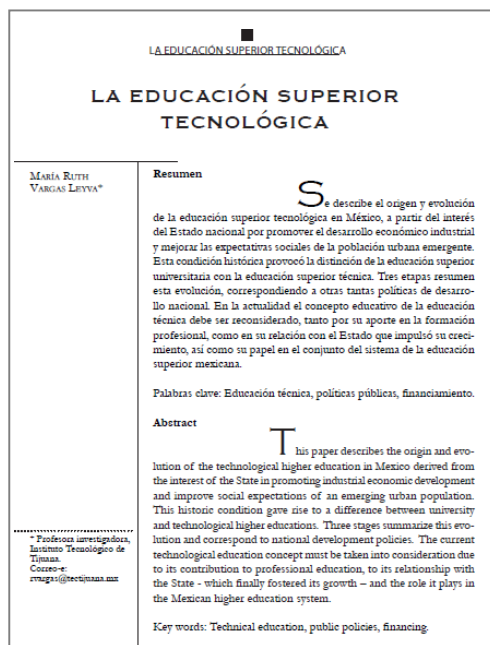 LA EDUCACIÓN SUPERIOR TECNOLÓGICA
LA EDUCACIÓN SUPERIOR
TECNOLÓGICA
MARÍA RUTH
VARGAS LEYVA*
Resumen
Se describe el origen y evolución
de la educación superior tecnológica en México, a partir del interés
del Estado nacional por promover el desarrollo económico industrial
y mejorar las expectativas sociales de la población urbana emergente.
Esta condición histórica provocó la distinción de la educación superior
universitaria con la educación superior técnica. Tres etapas resumen
esta evolución, correspondiendo a otras tantas políticas de desarro-
llo nacional. En la actualidad el concepto educativo de la educación
técnica debe ser reconsiderado, tanto por su aporte en la formación
profesional, como en su relación con el Estado que impulsó su creci-
miento, así como su papel en el conjunto del sistema de la educación
superior mexicana.
Palabras clave: Educación técnica, políticas públicas, financiamiento.
Abstract
This paper describes the origin and evo-
lution of the technological higher education in Mexico derived from
the interest of the State in promoting industrial economic development
and improve social expectations of an emerging urban population.
This historic condition gave rise to a difference between university
and technological higher educations. Three stages summarize this evo-
lution and correspond to national development policies. The current
technological education concept must be taken into consideration due
to its contribution to professional education, to its relationship with
the State - which finally fostered its growth – and the role it plays in
the Mexican higher education system.
Key words: Technical education, public policies, financing.
* Profesora investigadora,
Instituto Tecnológico de
Tijuana.
Correo-e:
rvargas@tectijuana.mx